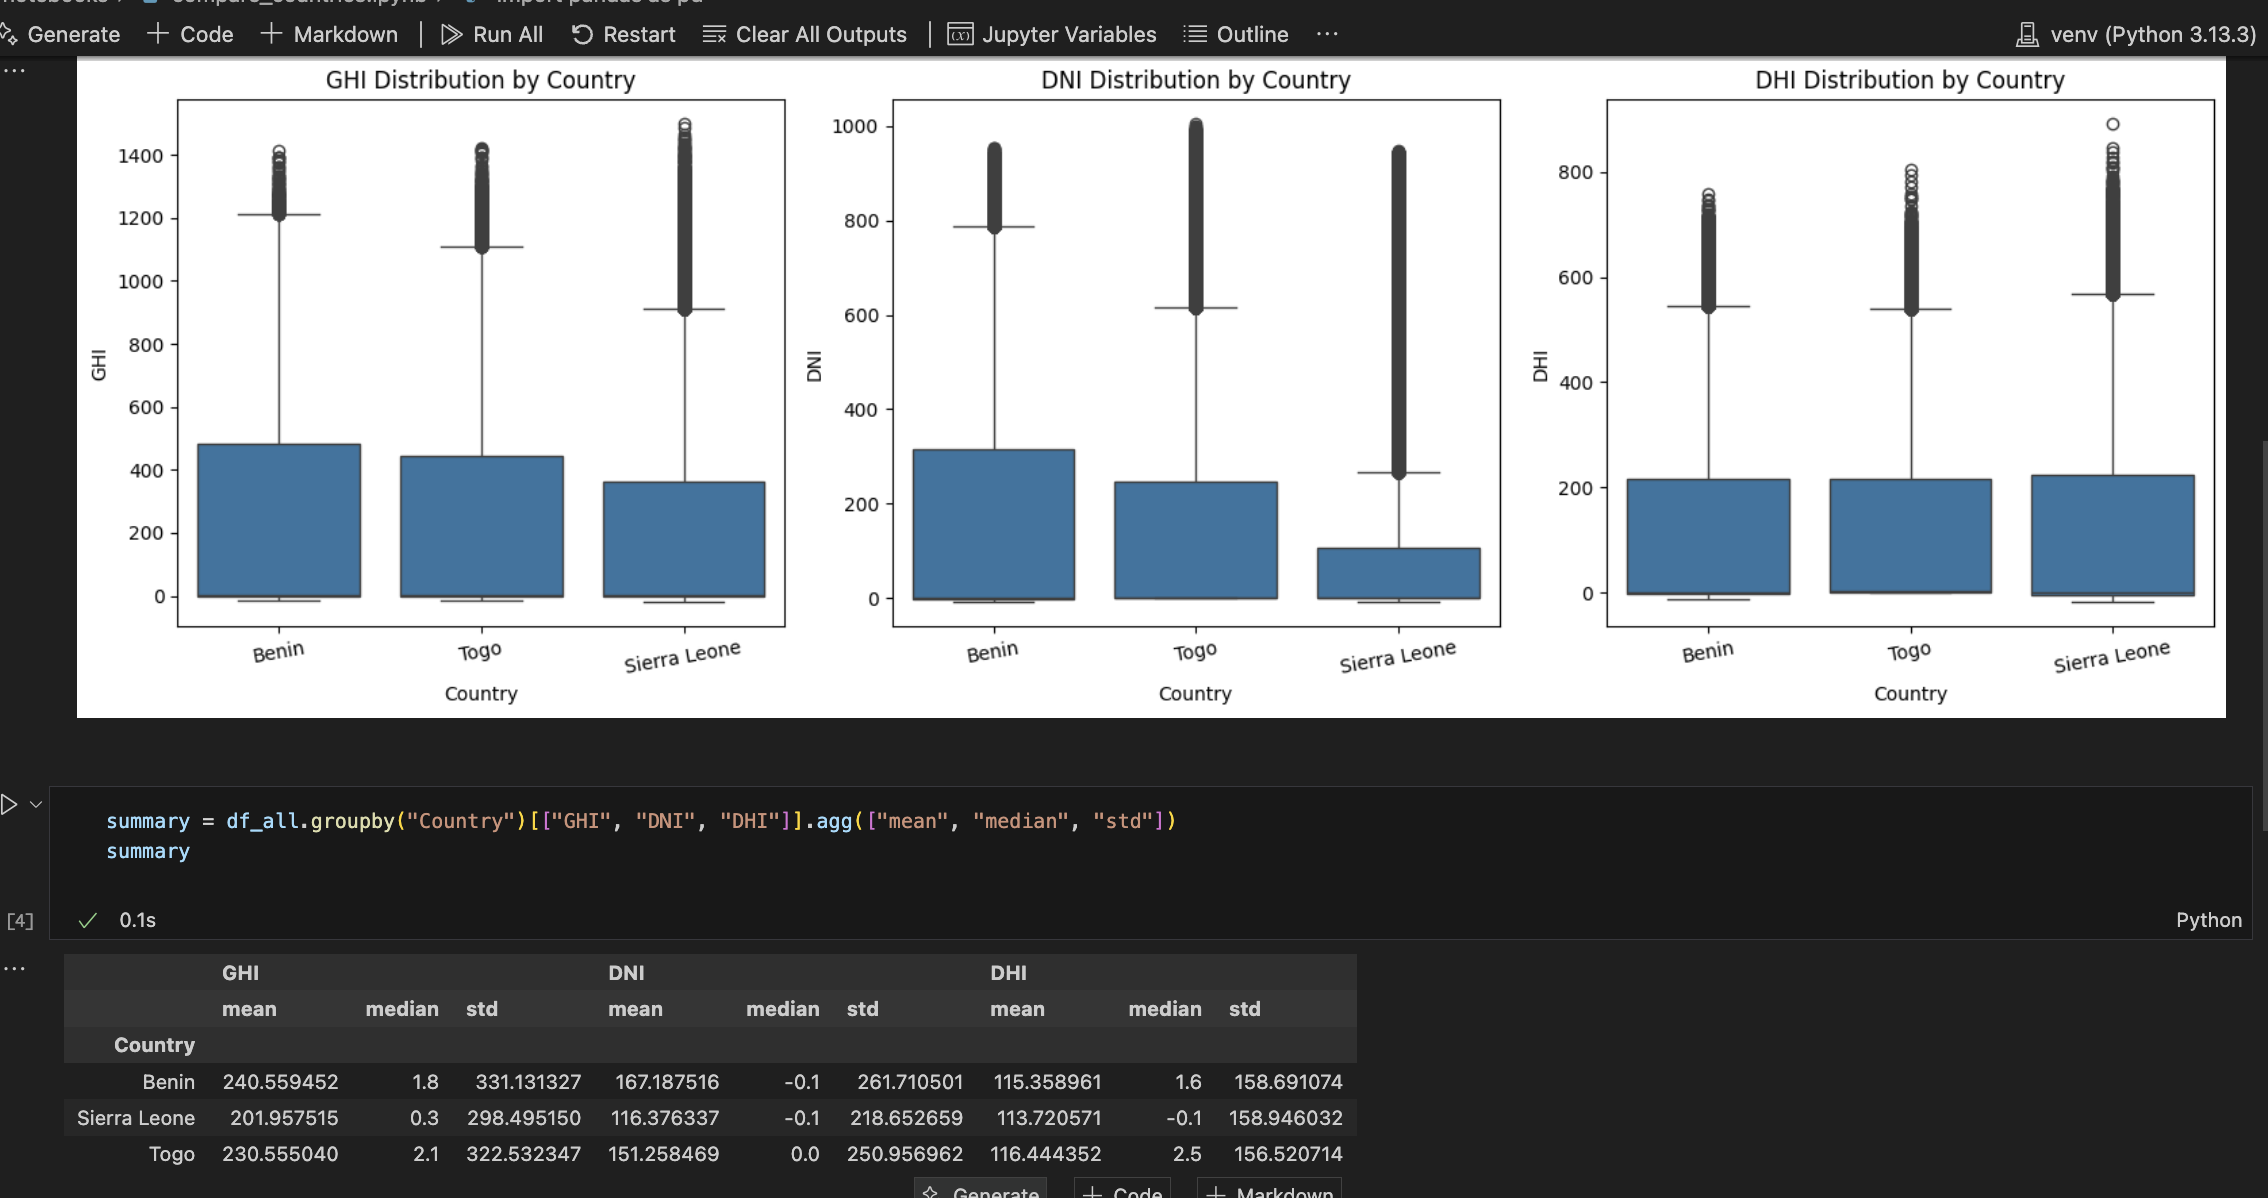 Generate + Code + Markdown | Run All Restart Clear All Outputs | Jupyter Variables Outline ... venv (Python 3.13.3)
GHI Distribution by Country
GHI
1400
1200
1000
800
600
400
200
0
Benin Togo Sierra Leone
Country
DNI Distribution by Country
DNI
1000
800
600
400
200
0
Benin Togo Sierra Leone
Country
DHI Distribution by Country
DHI
800
600
400
200
0
Benin Togo Sierra Leone
Country
summary = df_all.groupby("Country")[["GHI", "DNI", "DHI"]].agg(["mean", "median", "std"])
summary
[4] 0.1s Python
GHI DNI DHI
mean median std mean median std mean median std
Country
Benin 240.559452 1.8 331.131327 167.187516 -0.1 261.710501 115.358961 1.6 158.691074
Sierra Leone 201.957515 0.3 298.495150 116.376337 -0.1 218.652659 113.720571 -0.1 158.946032
Togo 230.555040 2.1 322.532347 151.258469 0.0 250.956962 116.444352 2.5 156.520714
Generate + Code + Markdown